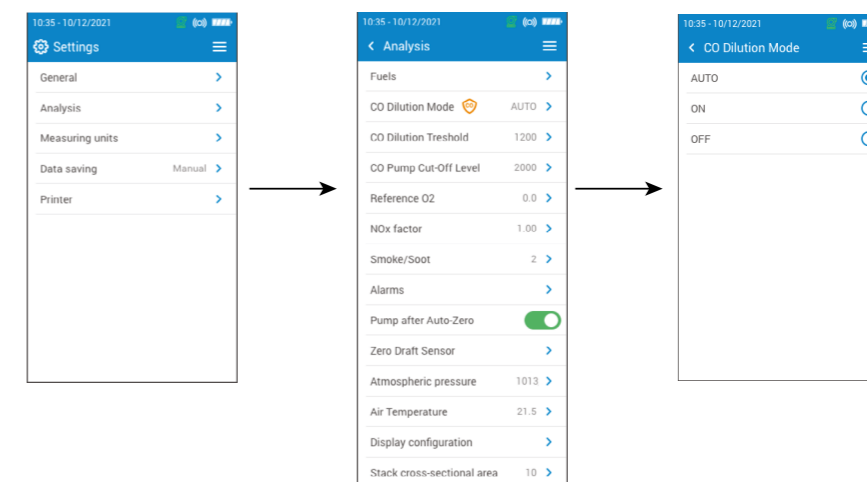 10:35 - 10/12/2021
Settings
General
Analysis
Measuring units
Data saving Manual
Printer
10:35 - 10/12/2021
Analysis
Fuels
CO Dilution Mode CO AUTO
CO Dilution Treshold 1200
CO Pump Cut-Off Level 2000
Reference O2 0.0
NOx factor 1.00
Smoke/Soot 2
Alarms
Pump after Auto-Zero
Zero Draft Sensor
Atmospheric pressure 1013
Air Temperature 21.5
Display configuration
Stack cross-sectional area 10
10:35 - 10/12/2021
CO Dilution Mode
AUTO
ON
OFF